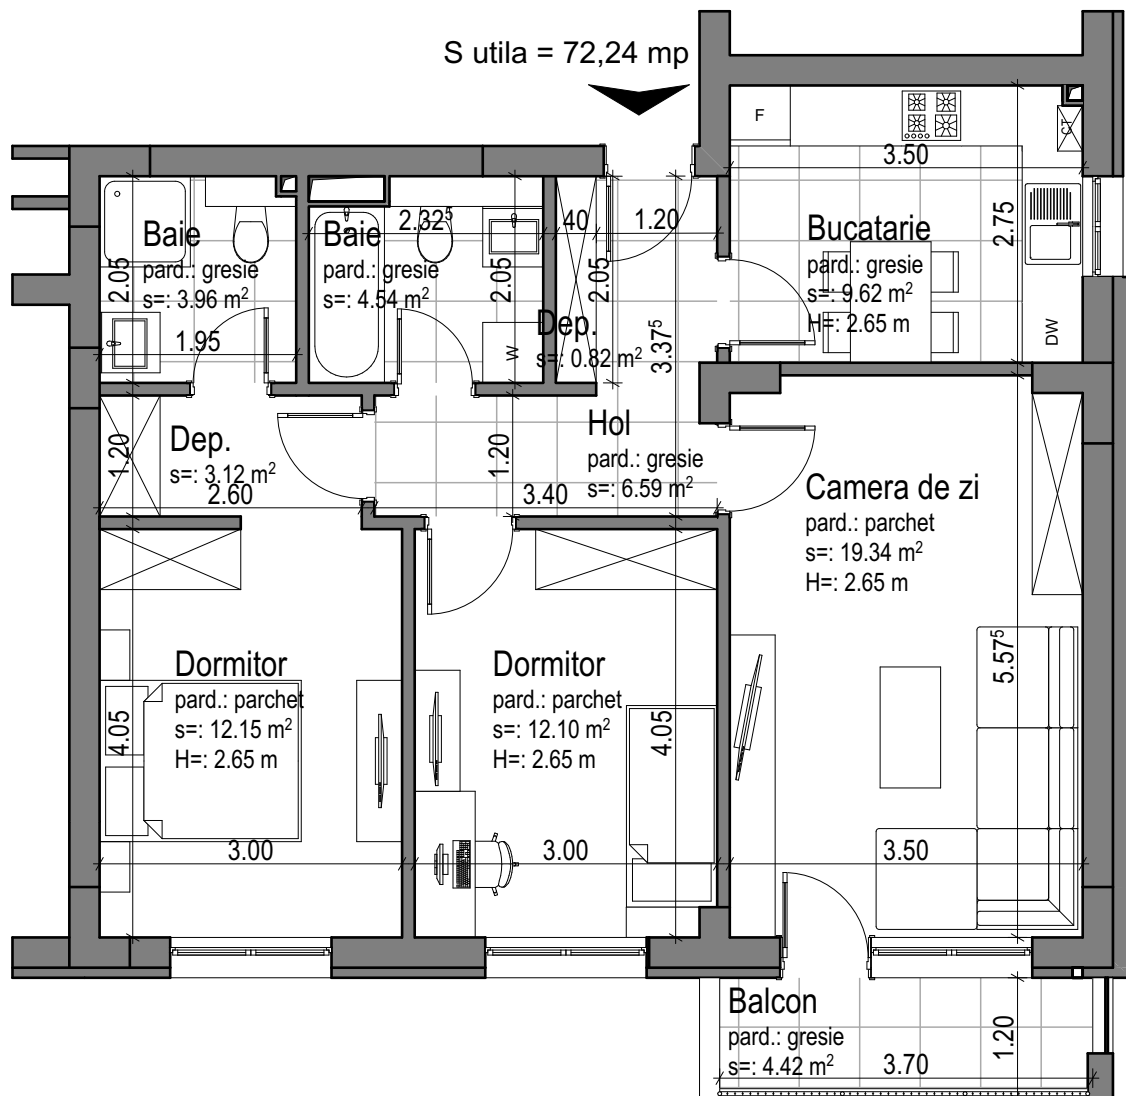 S utila = 72,24 mp
F
CT
3.50
2.75
Bucatarie
pard.: gresie
s=: 9.62 m²
H=: 2.65 m
DW
Baie
pard.: gresie
s=: 3.96 m²
2.05
1.95
Baie
pard.: gresie
s=: 4.54 m²
2.32⁵
2.05
W
40
1.20
2.05
Dep.
s=: 0.82 m²
3.37⁵
Dep.
s=: 3.12 m²
1.20
2.60
Hol
pard.: gresie
s=: 6.59 m²
1.20
3.40
Camera de zi
pard.: parchet
s=: 19.34 m²
H=: 2.65 m
5.57⁵
3.50
Dormitor
pard.: parchet
s=: 12.15 m²
H=: 2.65 m
4.05
3.00
Dormitor
pard.: parchet
s=: 12.10 m²
H=: 2.65 m
4.05
3.00
Balcon
pard.: gresie
s=: 4.42 m²
3.70
1.20